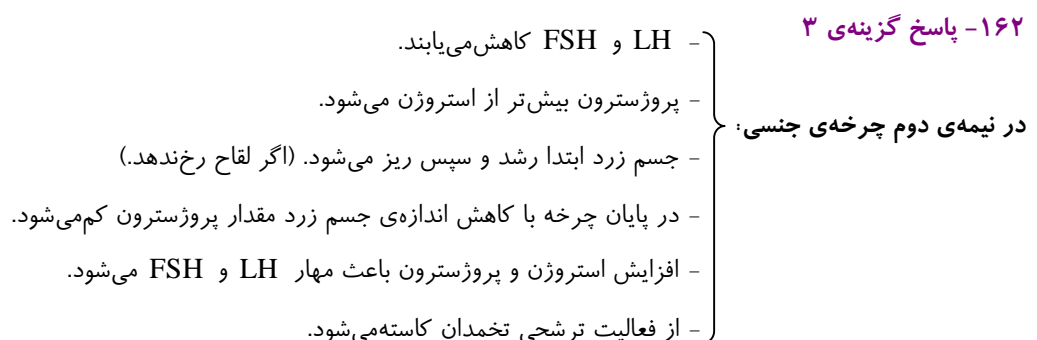 ۱۶۲- پاسخ گزینه‌ی ۳
در نیمه‌ی دوم چرخه‌ی جنسی:
- LH و FSH کاهش‌می‌یابند.
- پروژسترون بیش‌تر از استروژن می‌شود.
- جسم زرد ابتدا رشد و سپس ریز می‌شود. (اگر لقاح رخ‌ندهد.)
- در پایان چرخه با کاهش اندازه‌ی جسم زرد مقدار پروژسترون کم‌می‌شود.
- افزایش استروژن و پروژسترون باعث مهار LH و FSH می‌شود.
- از فعالیت ترشحی تخمدان کاسته‌می‌شود.